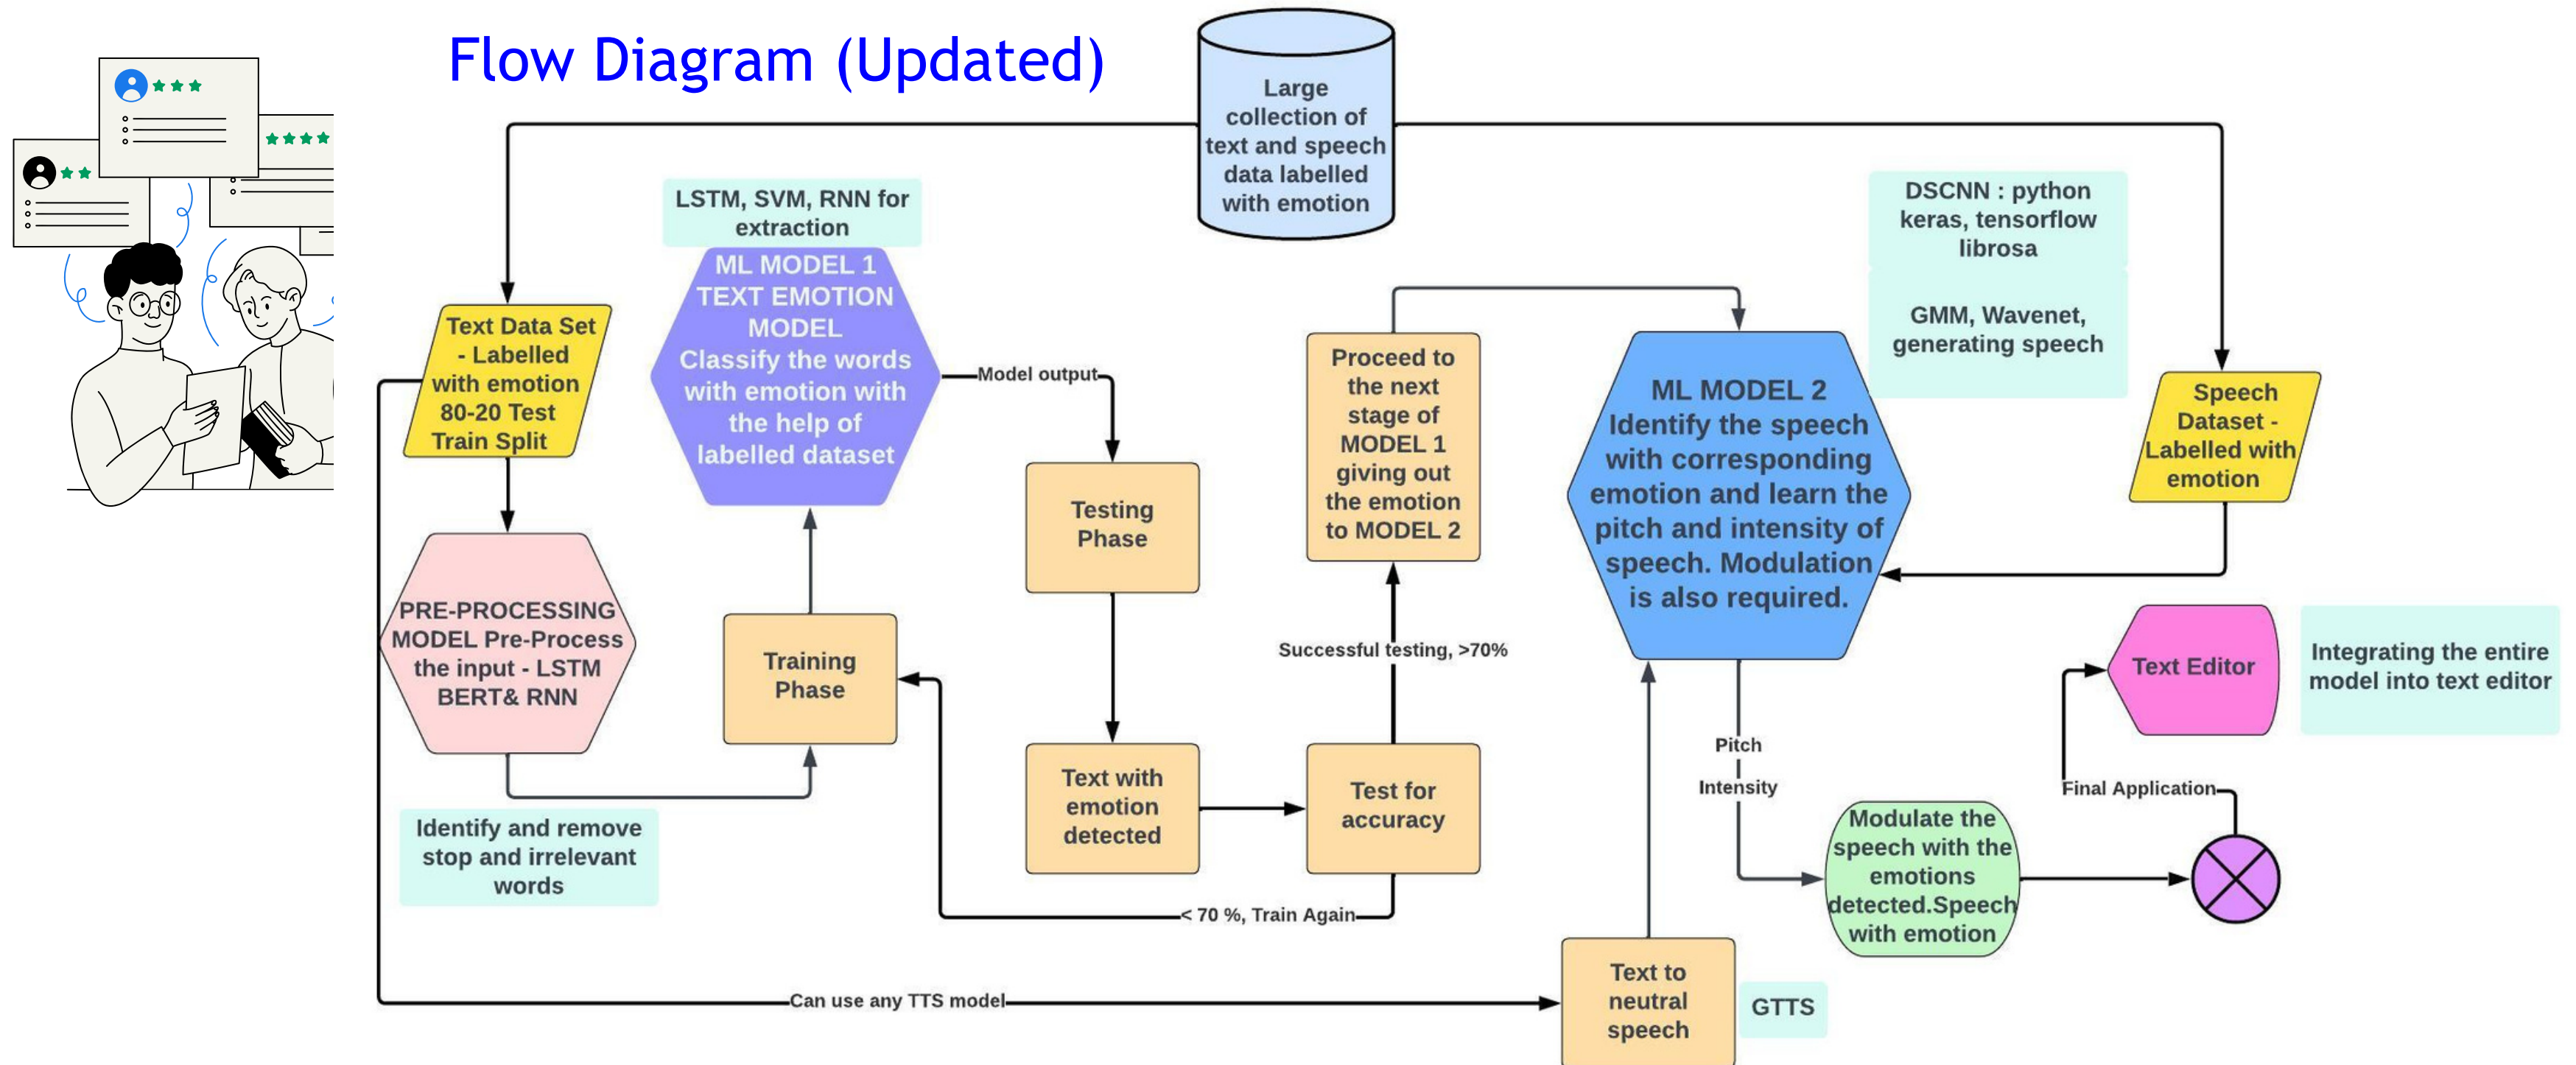 Flow Diagram (Updated)
Large
collection of
text and speech
data labelled
with emotion
LSTM, SVM, RNN for
extraction
ML MODEL 1
TEXT EMOTION
MODEL
Classify the words
with emotion with
the help of
labelled dataset
Text Data Set
- Labelled
with emotion
80-20 Test
Train Split
PRE-PROCESSING
MODEL Pre-Process
the input - LSTM
BERT& RNN
Identify and remove
stop and irrelevant
words
Training
Phase
Model output
Testing
Phase
Text with
emotion
detected
Test for
accuracy
< 70 %, Train Again
Successful testing, >70%
Proceed to
the next
stage of
MODEL 1
giving out
the emotion
to MODEL 2
DSCNN : python
keras, tensorflow
librosa
GMM, Wavenet,
generating speech
ML MODEL 2
Identify the speech
with corresponding
emotion and learn the
pitch and intensity of
speech. Modulation
is also required.
Speech
Dataset -
Labelled with
emotion
Pitch
Intensity
Can use any TTS model
Text to
neutral
speech
GTTS
Modulate the
speech with the
emotions
detected.Speech
with emotion
Final Application
Text Editor
Integrating the entire
model into text editor